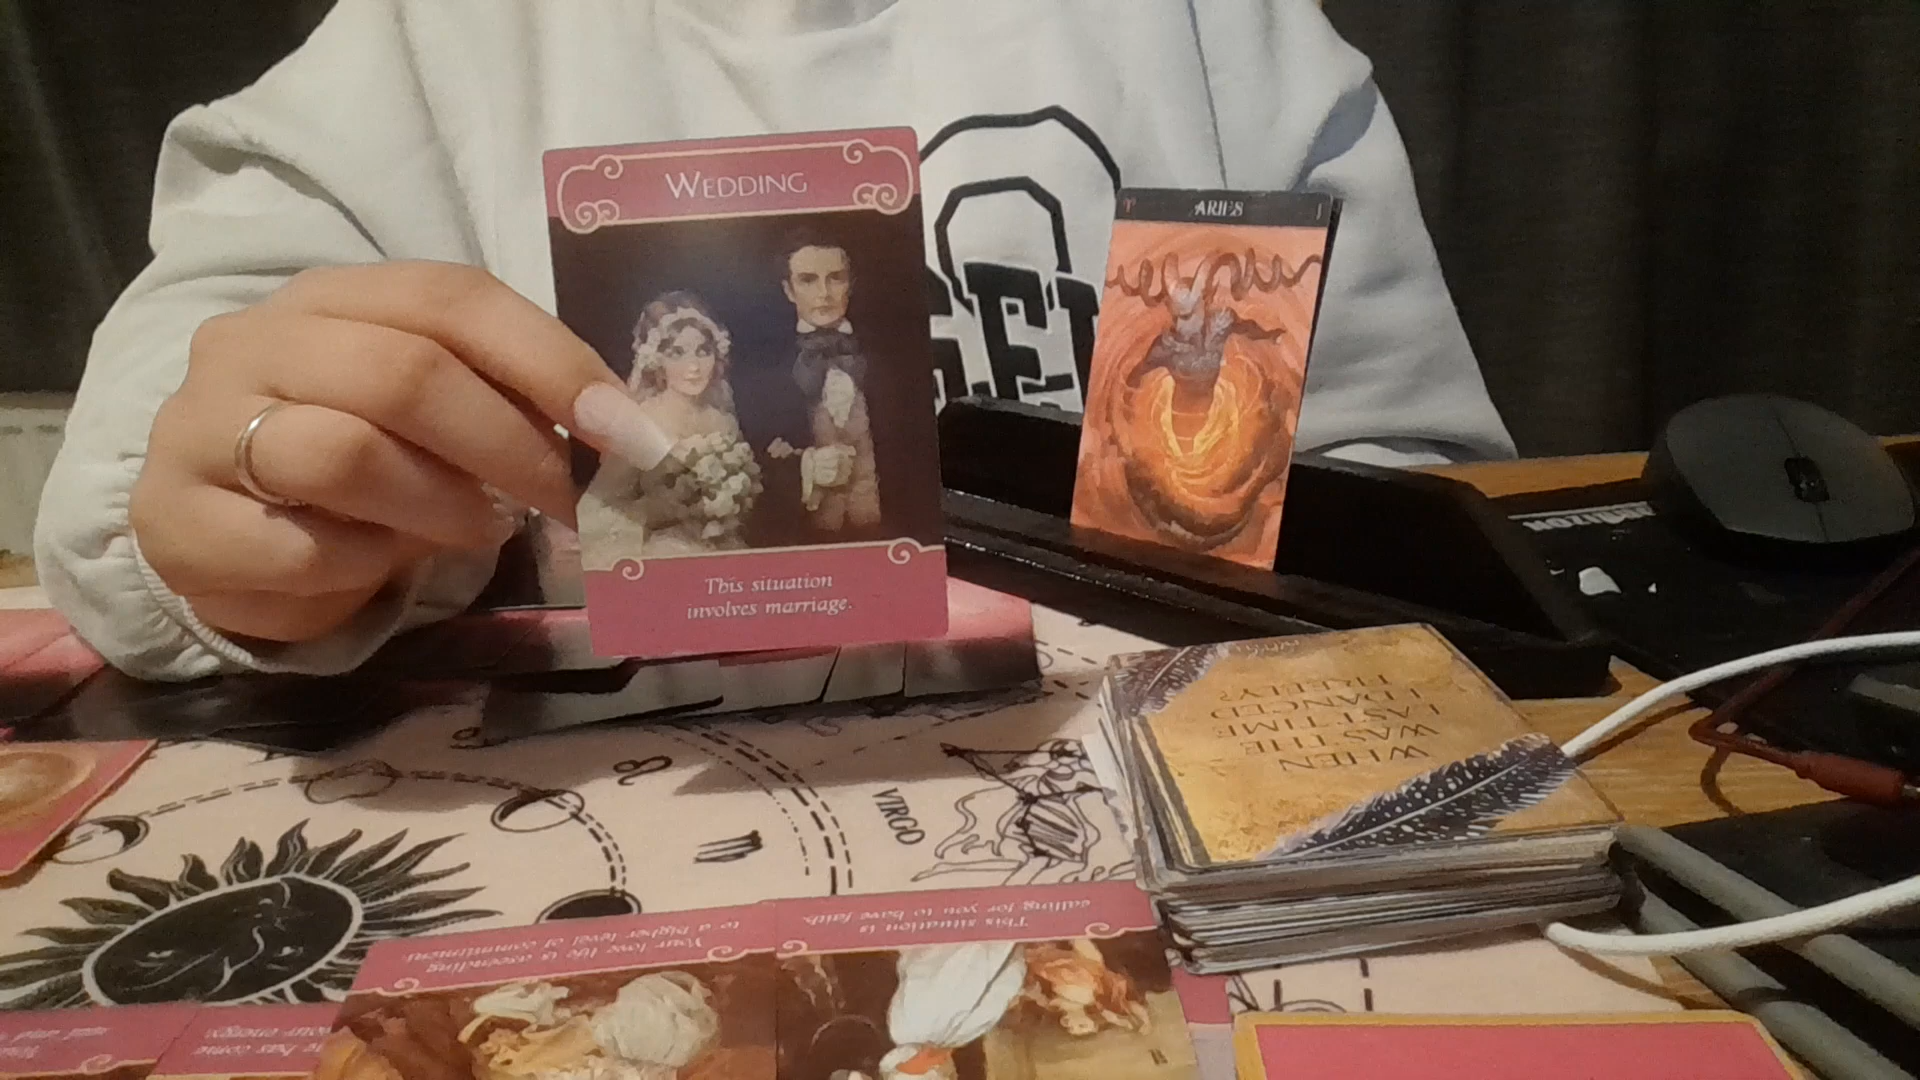 WEDDING
This situation
involves marriage.
ARIES
amazon
WHEN
WAS THE
LAST TIME
I DANCED
FREELY?
VIRGO
Your love life is ascending
to a higher level of commitment.
This situation is
calling for you to have faith.